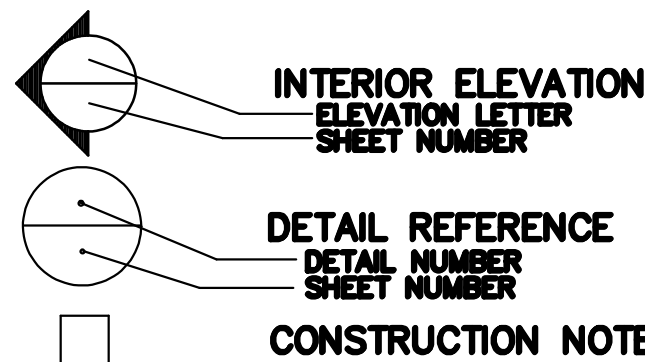 INTERIOR ELEVATION
ELEVATION LETTER
SHEET NUMBER
DETAIL REFERENCE
DETAIL NUMBER
SHEET NUMBER
CONSTRUCTION NOTE